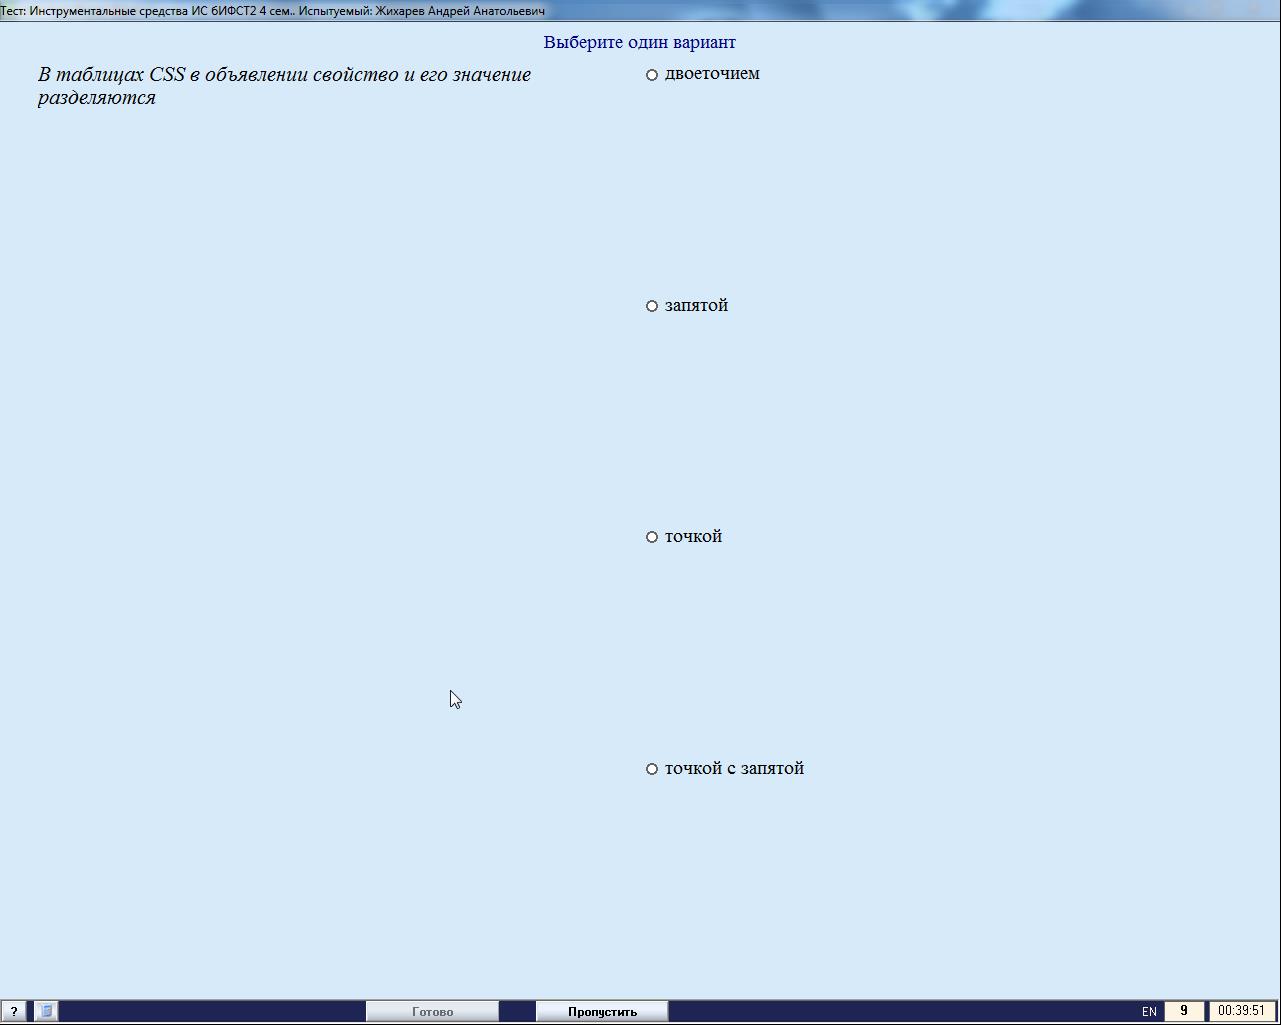 Тест: Инструментальные средства ИС бИФСТ2 4 сем.. Испытуемый: Жихарев Андрей Анатольевич
Выберите один вариант
В таблицах CSS в объявлении свойство и его значение
разделяются
двоеточием
запятой
точкой
точкой с запятой
?
Готово
Пропустить
EN
9
00:39:51